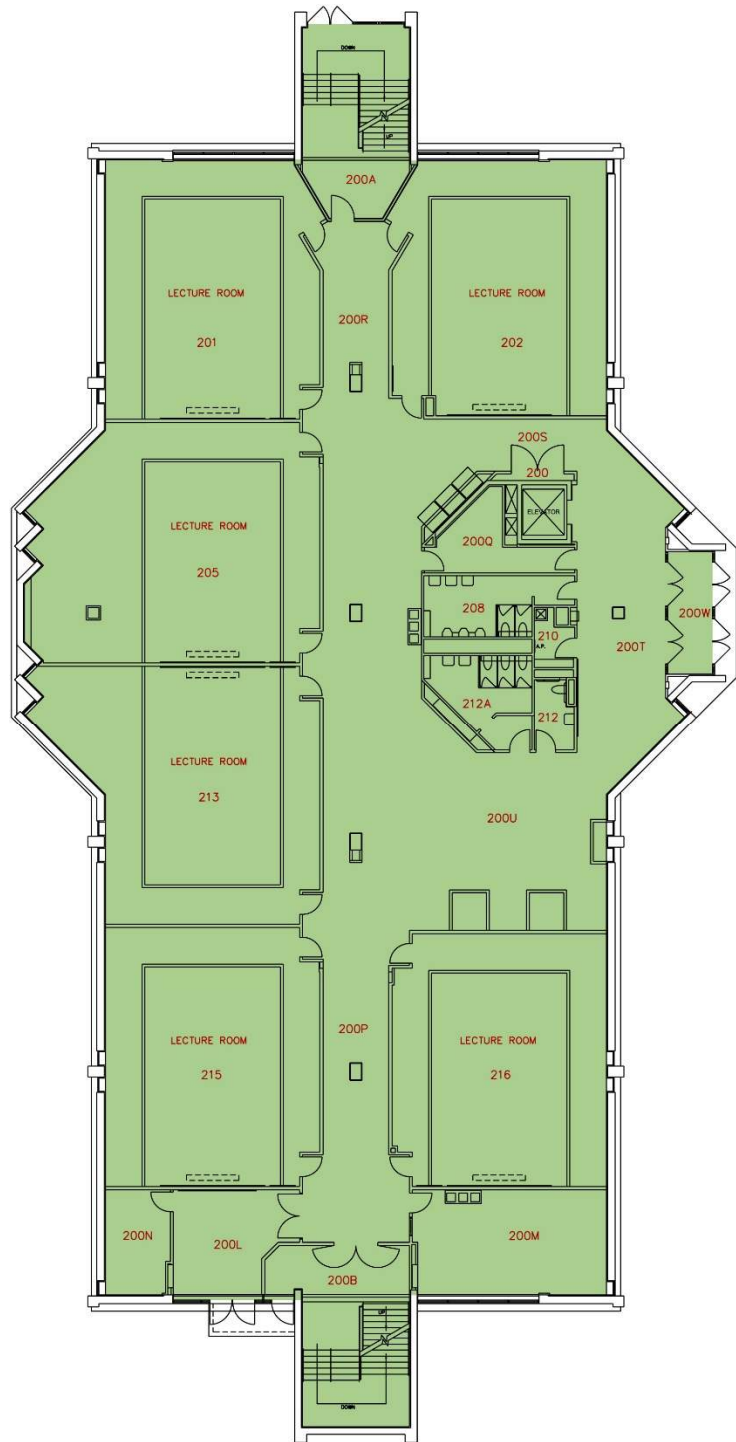 DOWN
UP
200A
LECTURE ROOM
201
LECTURE ROOM
202
200R
200S
200
ELEVATOR
LECTURE ROOM
205
200Q
208
210
A.P.
200W
200T
212A
212
LECTURE ROOM
213
200U
LECTURE ROOM
215
200P
LECTURE ROOM
216
200N
200L
200M
200B
UP
DOWN